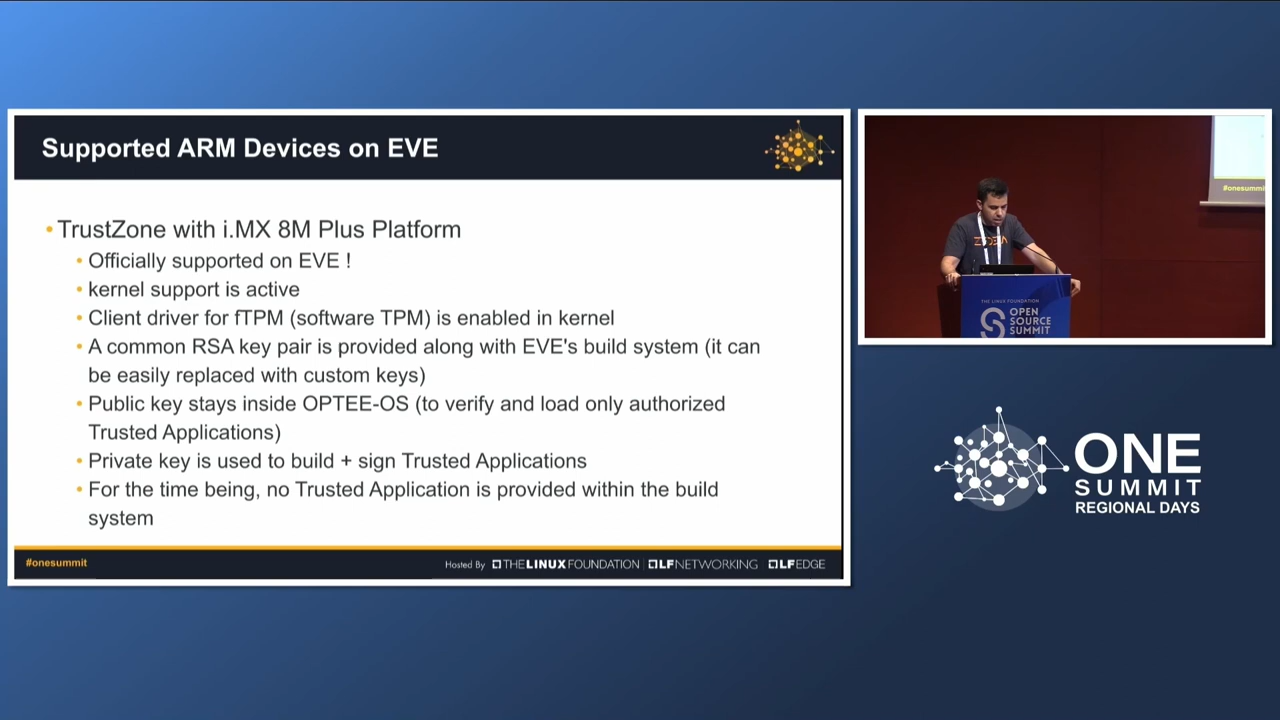 Supported ARM Devices on EVE
• TrustZone with i.MX 8M Plus Platform
• Officially supported on EVE !
• kernel support is active
• Client driver for fTPM (software TPM) is enabled in kernel
• A common RSA key pair is provided along with EVE's build system (it can
be easily replaced with custom keys)
• Public key stays inside OPTEE-OS (to verify and load only authorized
Trusted Applications)
• Private key is used to build + sign Trusted Applications
• For the time being, no Trusted Application is provided within the build
system
#onesummit
Hosted By THE LINUX FOUNDATION LFNETWORKING LFEDGE
#onesummi
ZEDEDA
THE LINUX FOUNDATION
OPEN
SOURCE
SUMMIT
ONE
SUMMIT
REGIONAL DAYS